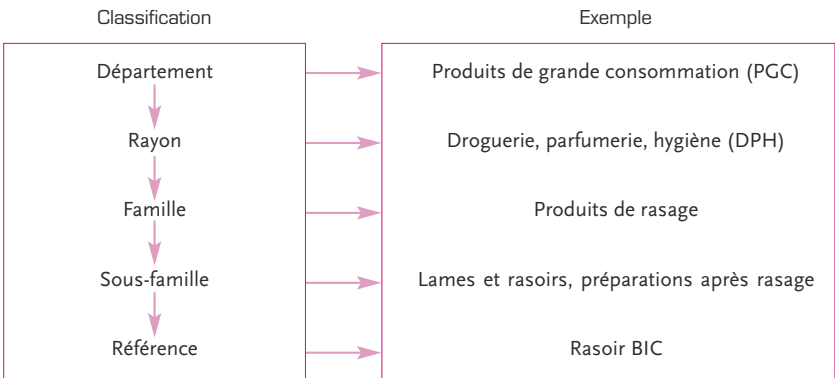 Classification Exemple
Département Produits de grande consommation (PGC)
Rayon Droguerie, parfumerie, hygiène (DPH)
Famille Produits de rasage
Sous-famille Lames et rasoirs, préparations après rasage
Référence Rasoir BIC